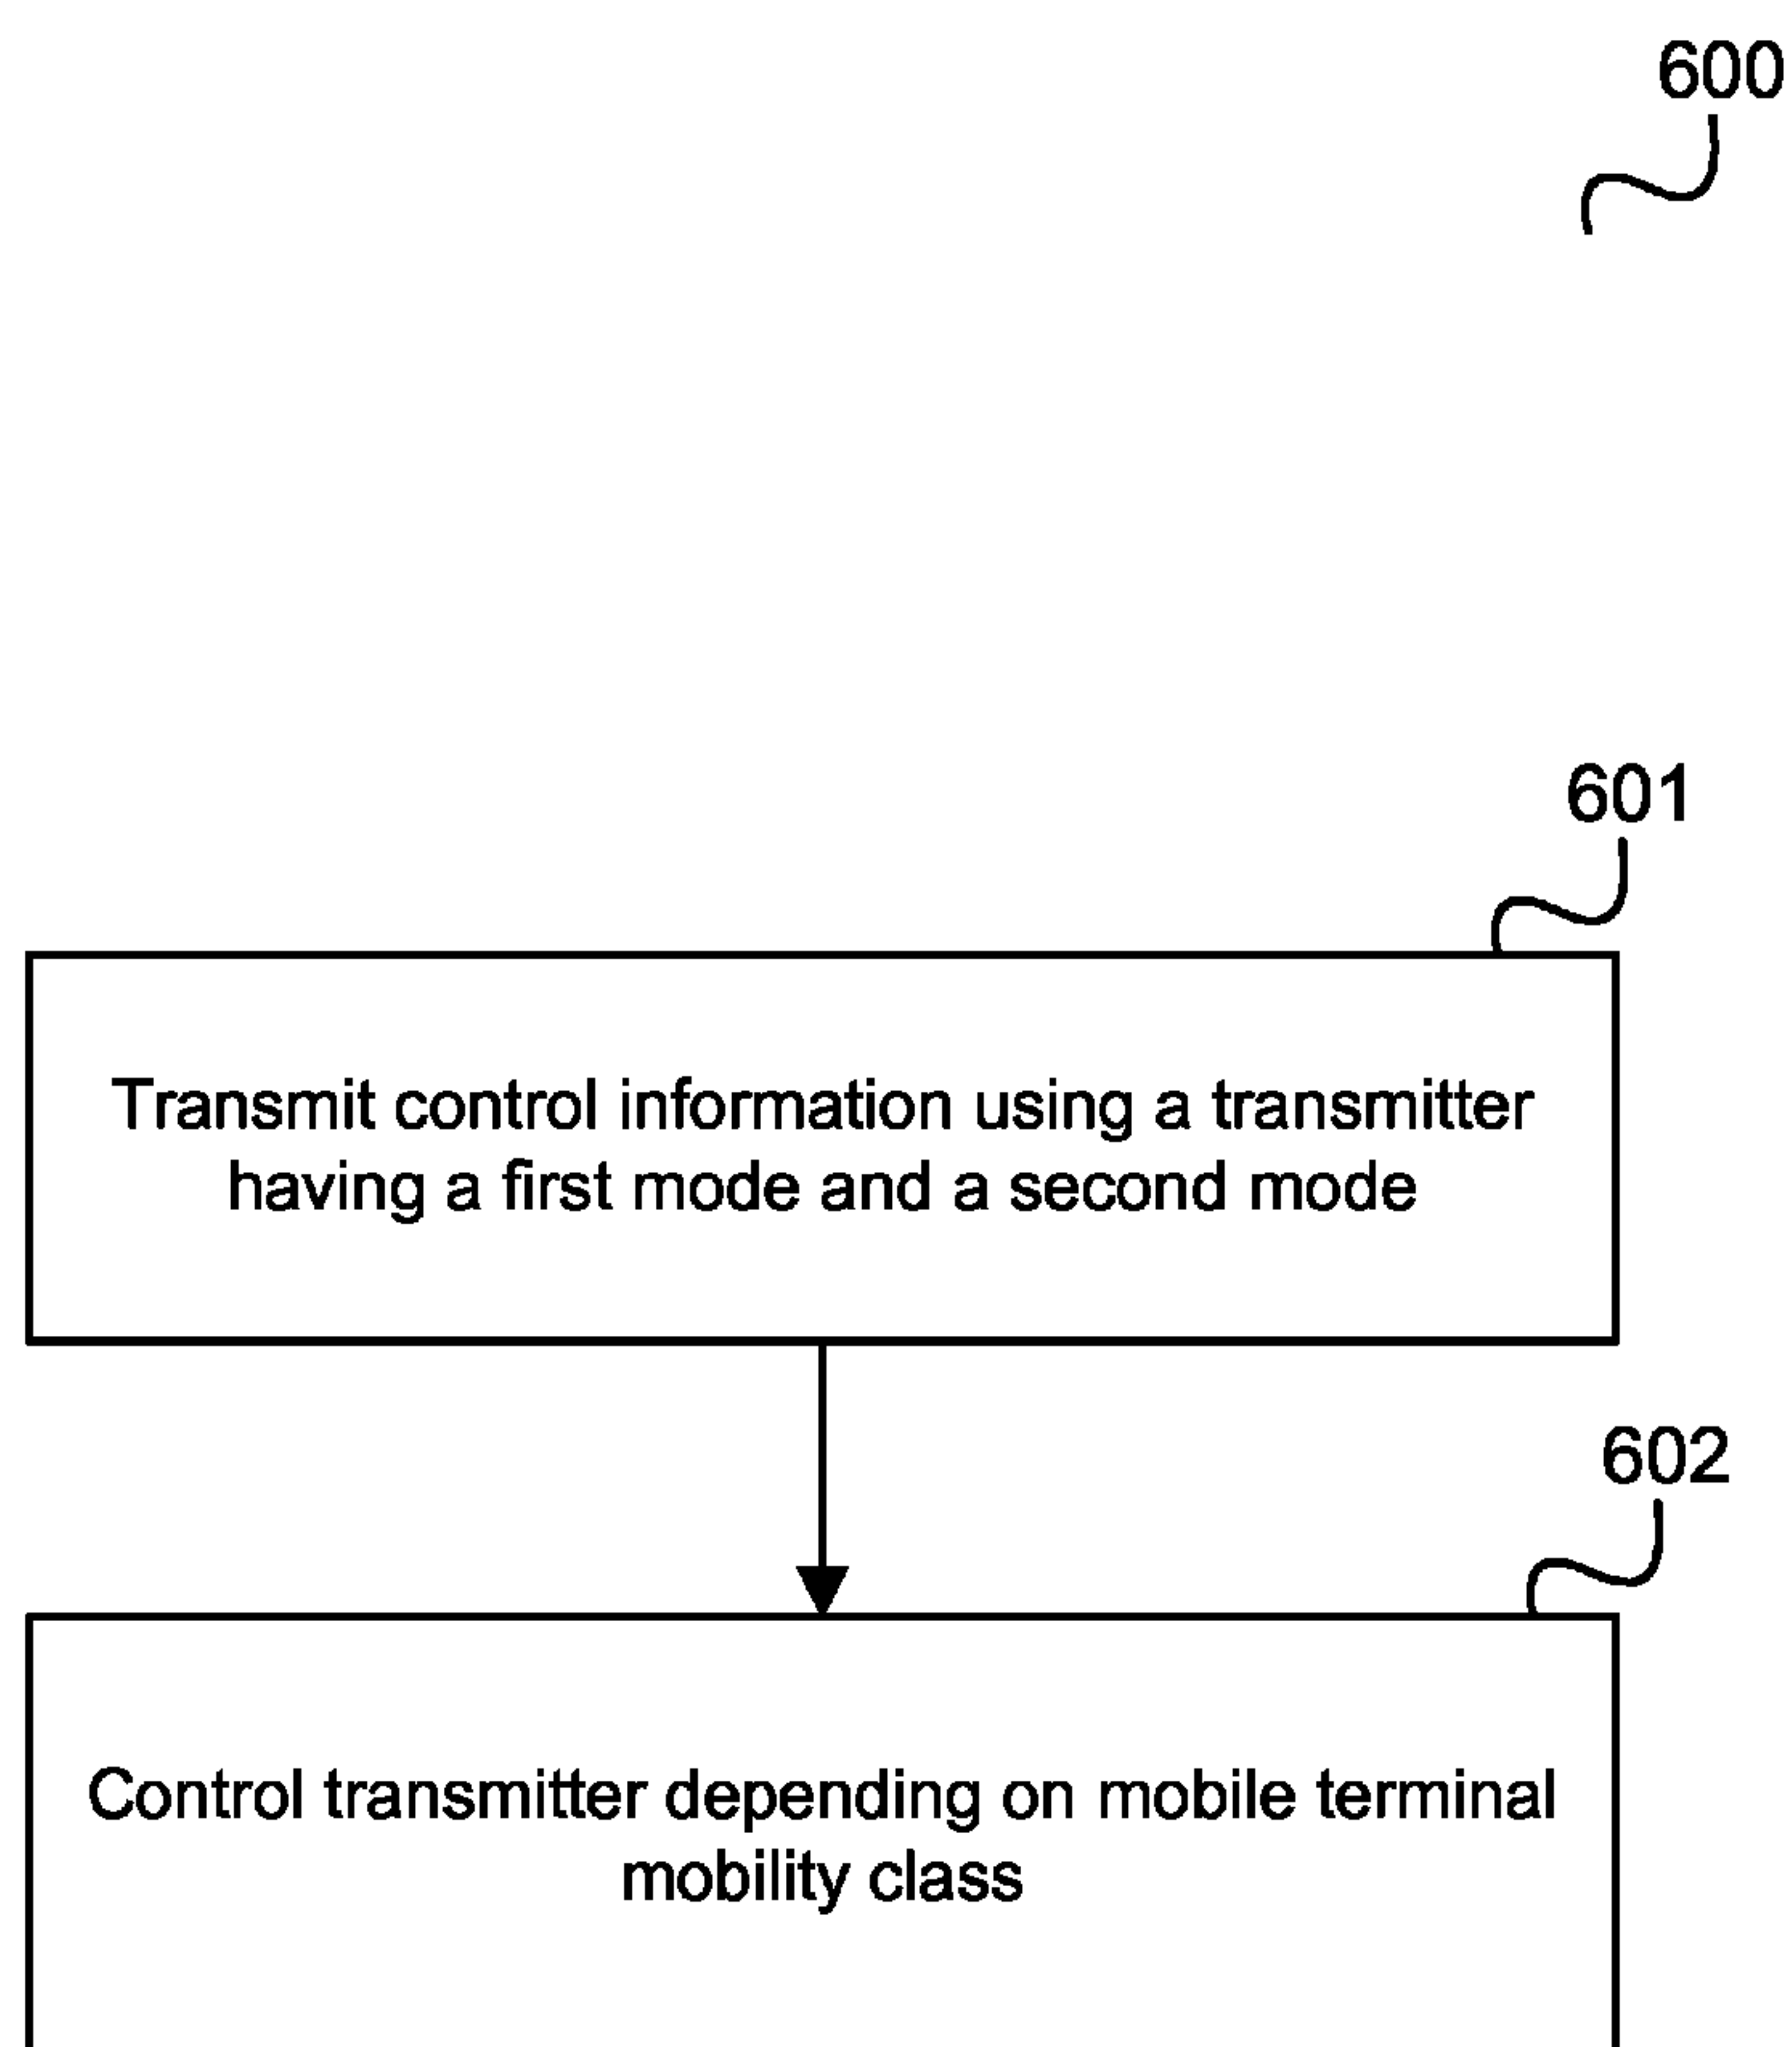 600
601
Transmit control information using a transmitter
having a first mode and a second mode
602
Control transmitter depending on mobile terminal
mobility class